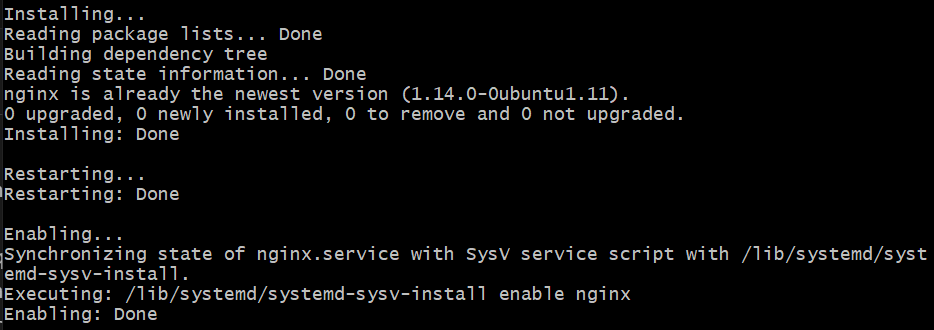 Installing...
Reading package lists... Done
Building dependency tree
Reading state information... Done
nginx is already the newest version (1.14.0-0ubuntu1.11).
0 upgraded, 0 newly installed, 0 to remove and 0 not upgraded.
Installing: Done

Restarting...
Restarting: Done

Enabling...
Synchronizing state of nginx.service with SysV service script with /lib/systemd/syst
emd-sysv-install.
Executing: /lib/systemd/systemd-sysv-install enable nginx
Enabling: Done